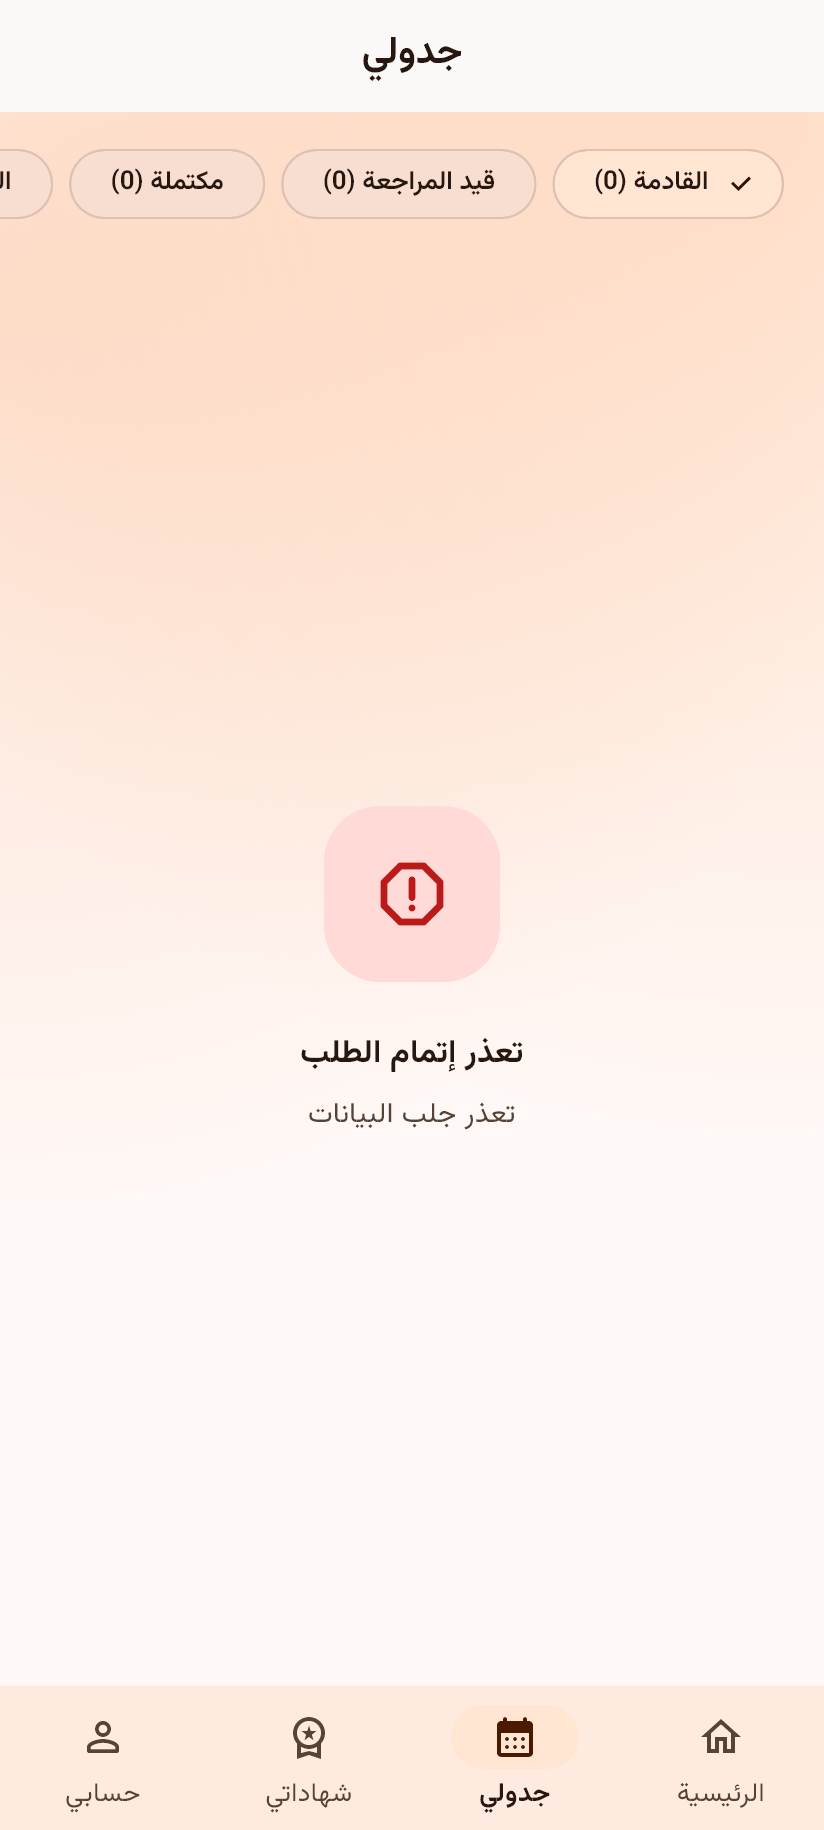 جدولي
القادمة (0)
قيد المراجعة (0)
مكتملة (0)
تعذر إتمام الطلب
تعذر جلب البيانات
الرئيسية
جدولي
شهاداتي
حسابي